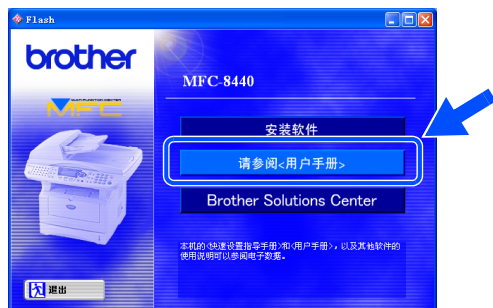 Flash
brother
MFC-8440
MFC
安装软件
请参阅<用户手册>
Brother Solutions Center
本机的<快速设置指导手册>和<用户手册>，以及其他软件的
使用说明可以参阅电子数据。
退出